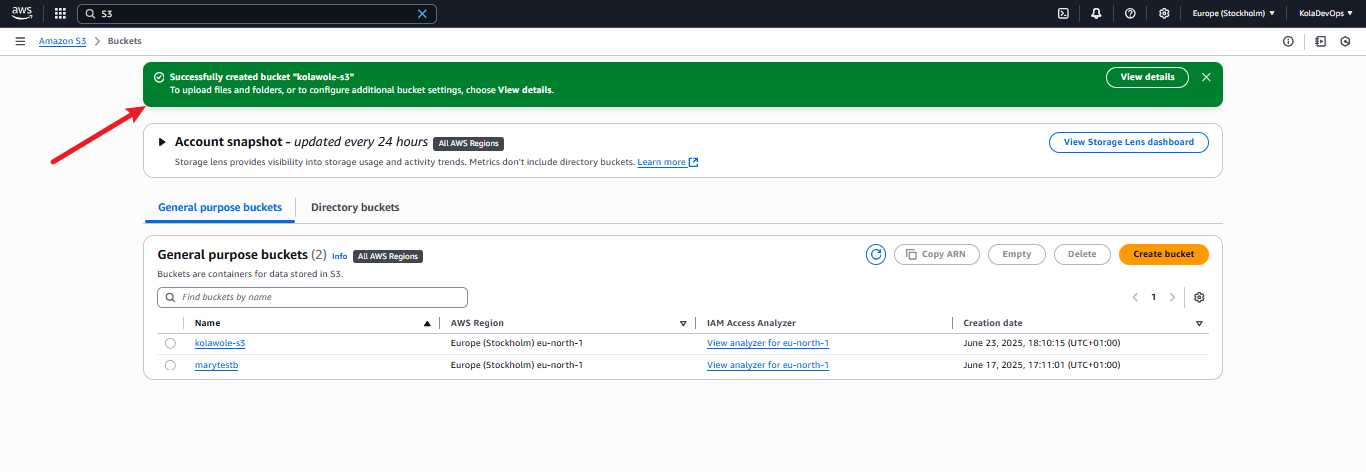 aws
S3
Europe (Stockholm)
KolaDevOps
Amazon S3
Buckets
Successfully created bucket "kolawole-s3"
To upload files and folders, or to configure additional bucket settings, choose View details.
View details
Account snapshot - updated every 24 hours All AWS Regions
View Storage Lens dashboard
Storage lens provides visibility into storage usage and activity trends. Metrics don't include directory buckets. Learn more
General purpose buckets
Directory buckets
General purpose buckets (2) Info All AWS Regions
Copy ARN
Empty
Delete
Create bucket
Buckets are containers for data stored in S3.
Find buckets by name
1
Name AWS Region IAM Access Analyzer Creation date
kolawole-s3 Europe (Stockholm) eu-north-1 View analyzer for eu-north-1 June 23, 2025, 18:10:15 (UTC+01:00)
marytestb Europe (Stockholm) eu-north-1 View analyzer for eu-north-1 June 17, 2025, 17:11:01 (UTC+01:00)